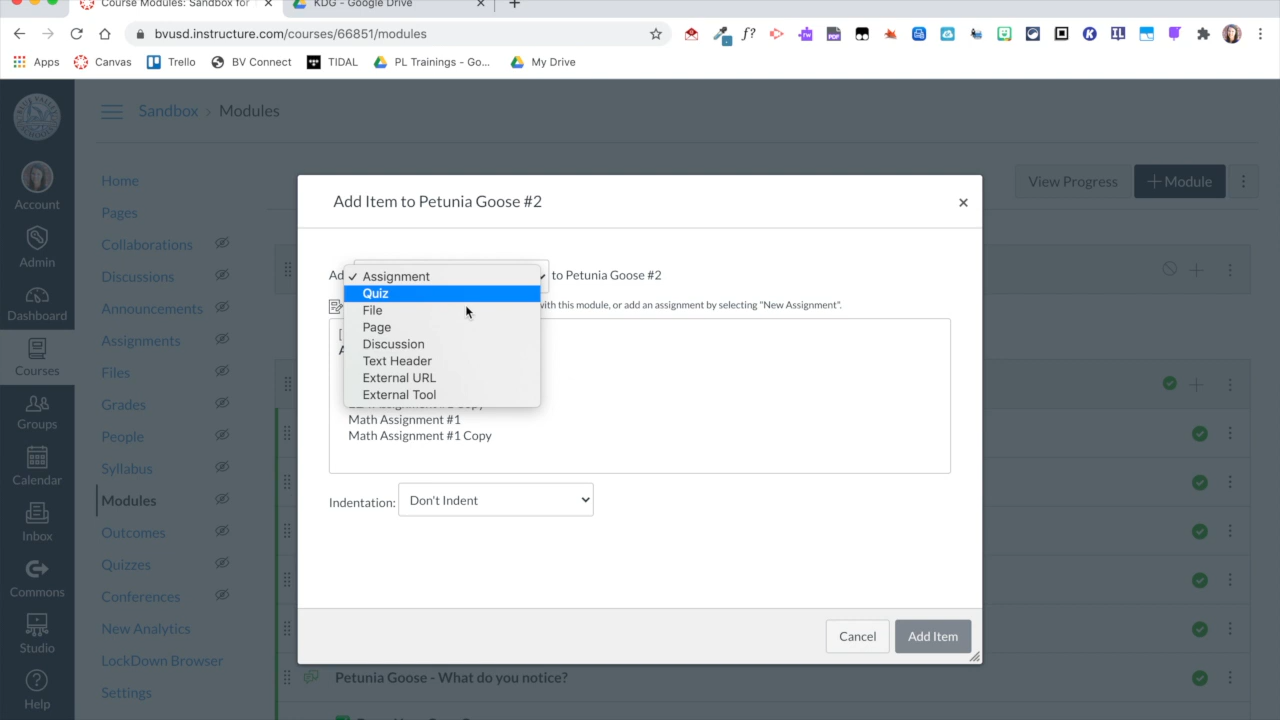 Course Modules: Sandbox for
KDG - Google Drive
bvusd.instructure.com/courses/66851/modules
Apps
Canvas
Trello
BV Connect
TIDAL
PL Trainings - Go...
My Drive
Sandbox
Modules
View Progress
Module
Account
Admin
Dashboard
Courses
Groups
Calendar
Inbox
Commons
Studio
Help
Home
Pages
Collaborations
Discussions
Announcements
Assignments
Files
Grades
People
Syllabus
Modules
Outcomes
Quizzes
Conferences
New Analytics
LockDown Browser
Settings
Add Item to Petunia Goose #2
to Petunia Goose #2
Assignment
Quiz
File
Page
Discussion
Text Header
External URL
External Tool
with this module, or add an assignment by selecting "New Assignment".
Math Assignment #1
Math Assignment #1 Copy
Indentation:
Don't Indent
Cancel
Add Item
Petunia Goose - What do you notice?